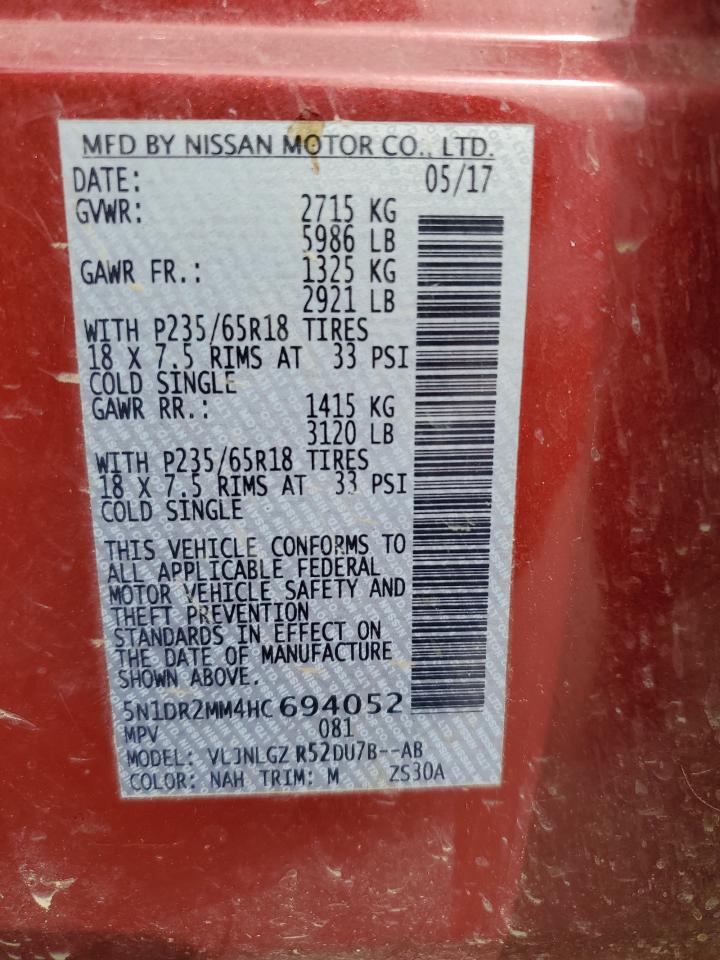 MFD BY NISSAN MOTOR CO., LTD.
DATE: 05/17
GVWR: 2715 KG
5986 LB
GAWR FR.: 1325 KG
2921 LB
WITH P235/65R18 TIRES
18 X 7.5 RIMS AT 33 PSI
COLD SINGLE
GAWR RR.: 1415 KG
3120 LB
WITH P235/65R18 TIRES
18 X 7.5 RIMS AT 33 PSI
COLD SINGLE
THIS VEHICLE CONFORMS TO
ALL APPLICABLE FEDERAL
MOTOR VEHICLE SAFETY AND
THEFT PREVENTION
STANDARDS IN EFFECT ON
THE DATE OF MANUFACTURE
SHOWN ABOVE.
5N1DR2MM4HC694052
MPV 081
MODEL: VLJNLGZ R52DU7B--AB
COLOR: NAH TRIM: M ZS30A